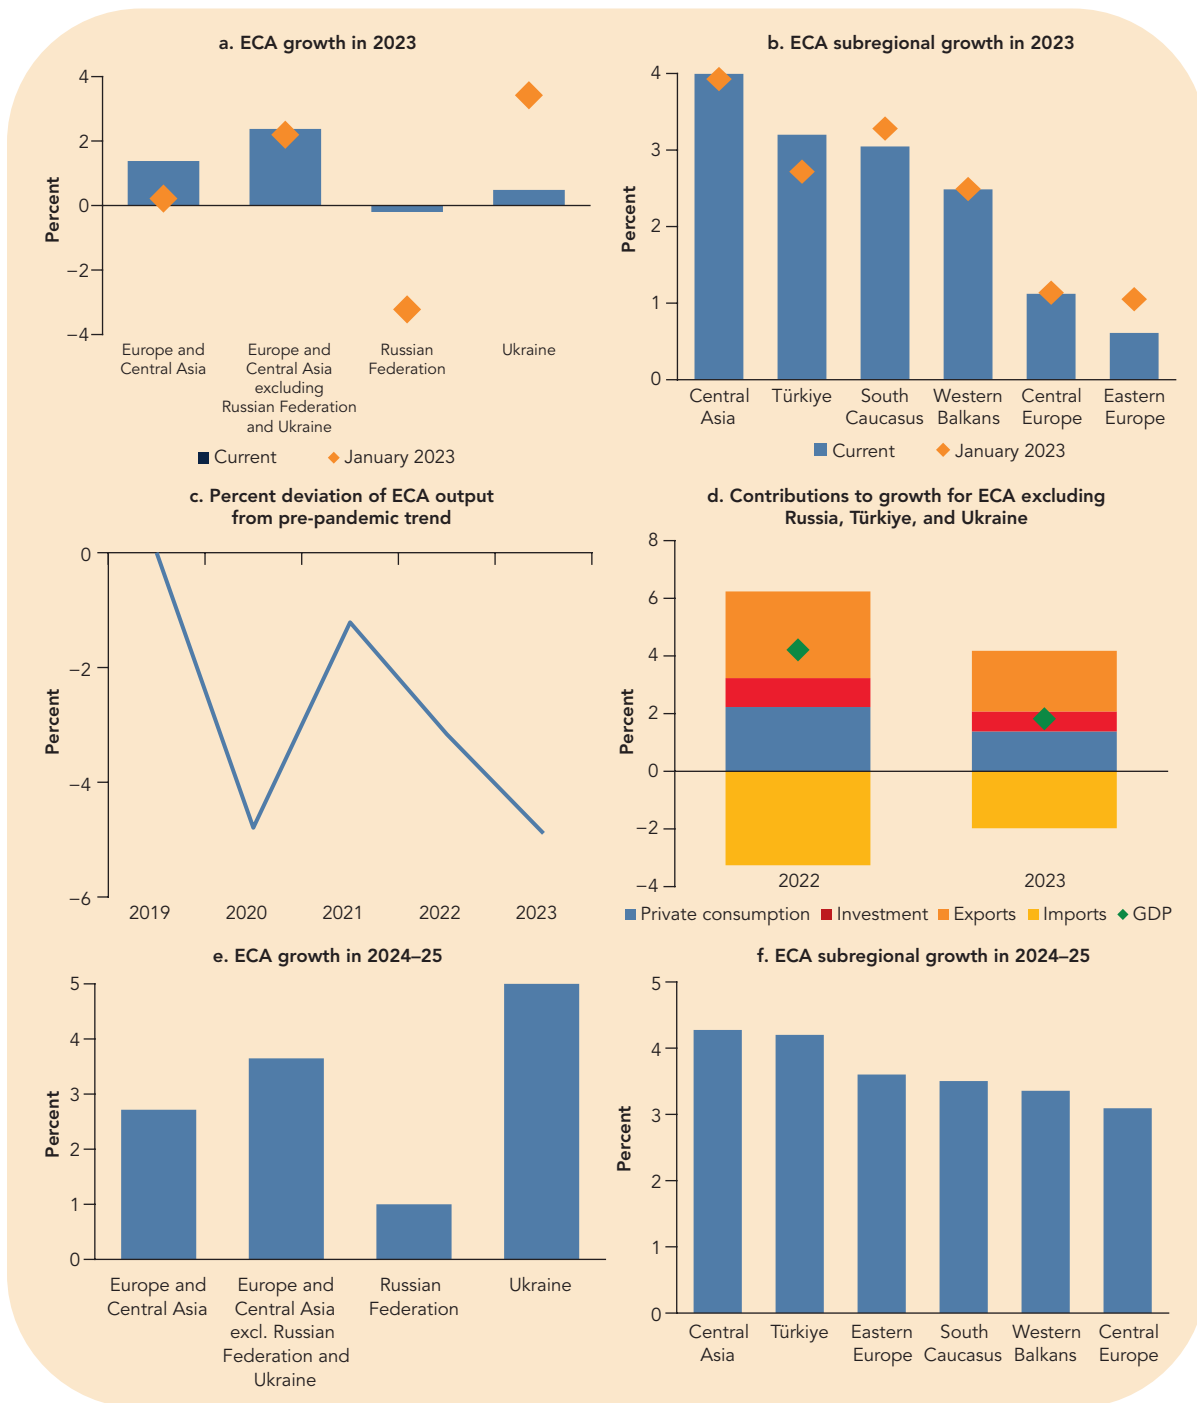 a. ECA growth in 2023
4
2
0
−2
−4
Percent
Europe and
Central Asia
Europe and
Central Asia
excluding
Russian Federation
and Ukraine
Russian
Federation
Ukraine
Current
January 2023
b. ECA subregional growth in 2023
4
3
2
1
0
Percent
Central
Asia
Türkiye
South
Caucasus
Western
Balkans
Central
Europe
Eastern
Europe
Current
January 2023
c. Percent deviation of ECA output
from pre-pandemic trend
0
−2
−4
−6
Percent
2019
2020
2021
2022
2023
d. Contributions to growth for ECA excluding
Russia, Türkiye, and Ukraine
8
6
4
2
0
−2
−4
Percent
2022
2023
Private consumption
Investment
Exports
Imports
GDP
e. ECA growth in 2024–25
5
4
3
2
1
0
Percent
Europe and
Central Asia
Europe and
Central Asia
excl. Russian
Federation and
Ukraine
Russian
Federation
Ukraine
f. ECA subregional growth in 2024–25
5
4
3
2
1
0
Percent
Central
Asia
Türkiye
Eastern
Europe
South
Caucasus
Western
Balkans
Central
Europe